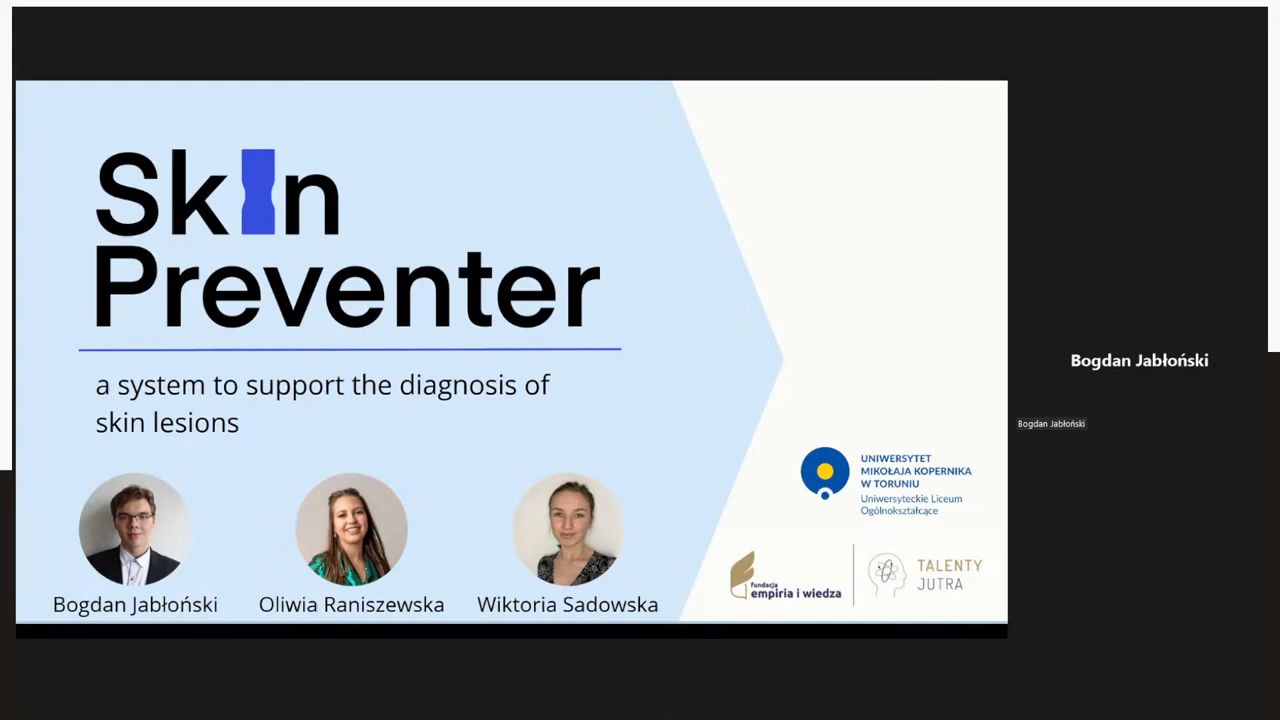 SkIn
Preventer
a system to support the diagnosis of
skin lesions
Bogdan Jabłoński
Oliwia Raniszewska
Wiktoria Sadowska
UNIWERSYTET
MIKOŁAJA KOPERNIKA
W TORUNIU
Uniwersyteckie Liceum
Ogólnokształcące
fundacja
empiria i wiedza
TALENTY
JUTRA
Bogdan Jabłoński
Bogdan Jabłoński